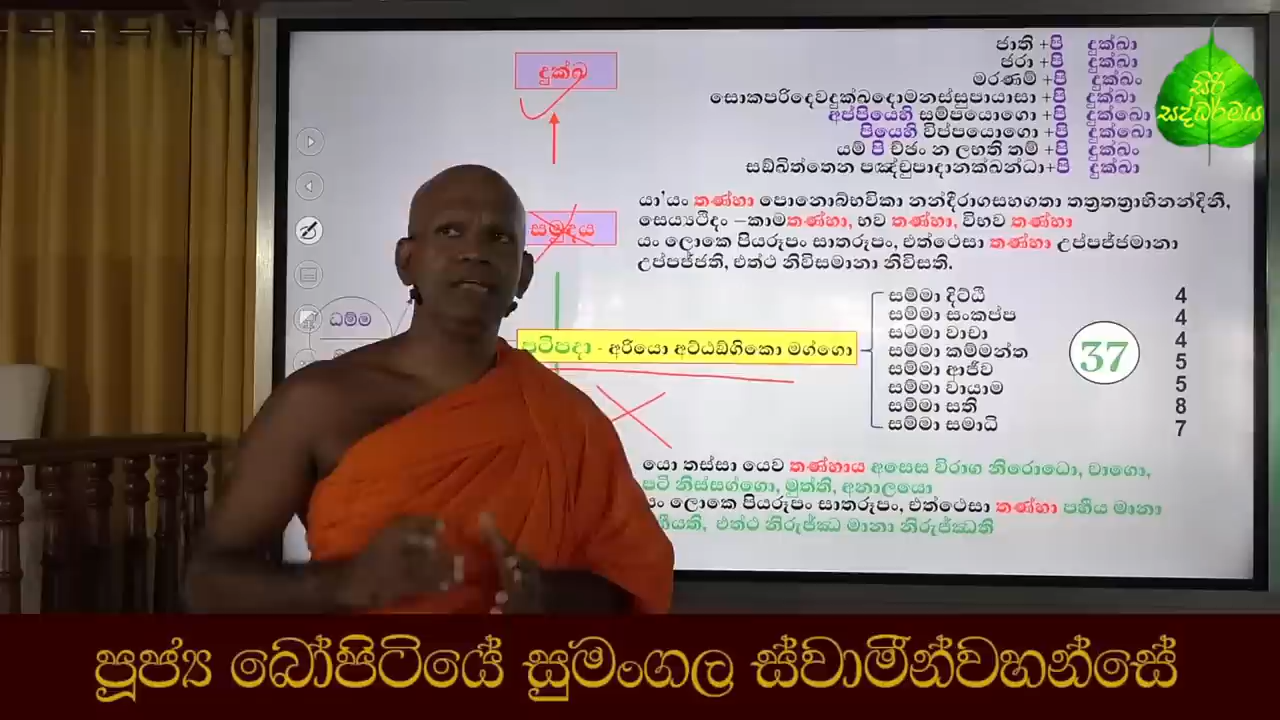 දුක්ඛ
ජාති +පි දුක්ඛා
ජරා +පි දුක්ඛා
මරණම් +පි දුක්ඛං
සොකපරිදෙවදුක්ඛදොමනස්සුපායාසා +පි දුක්ඛා
අප්පියෙහි සම්පයොගො +පි දුක්ඛො
පියෙහි විප්පයොගො +පි දුක්ඛො
යම් පි ච්ඡං න ලභති තම් +පි දුක්ඛං
සඞ්ඛිත්තෙන පඤ්චුපාදානක්ඛන්ධා+පි දුක්ඛා
සිරි
සද්ධර්මය
සමුදය
යා'යං තණ්හා පොනොබ්භවිකා නන්දිරාගසහගතා තත්‍රතත්‍රාභිනන්දිනී,
සෙය්‍යථිදං –කාමතණ්හා, භව තණ්හා, විභව තණ්හා
යං ලොකෙ පියරූපං සාතරූපං, එත්ථෙසා තණ්හා උප්පජ්ජමානා
උප්පජ්ජති, එත්ථ නිවිසමානා නිවිසති.
ධම්ම
පටිපදා - අරියො අට්ඨඞ්ගිකො මග්ගො
සම්මා දිට්ඨි 4
සම්මා සංකප්ප 4
සම්මා වාචා 4
සම්මා කම්මන්ත 4
සම්මා ආජීව 5
සම්මා වායාම 5
සම්මා සති 8
සම්මා සමාධි 7
37
යො තස්සා යෙව තණ්හාය අසෙස විරාග නිරොධො, චාගො,
පටි නිස්සග්ගො, මුත්ති, අනාලයො
යං ලොකෙ පියරූපං සාතරූපං, එත්ථෙසා තණ්හා පහීය මානා
පහීයති, එත්ථ නිරුජ්ඣ මානා නිරුජ්ඣති
පූජ්‍ය බෝපිටියේ සුමංගල ස්වාමීන්වහන්සේ